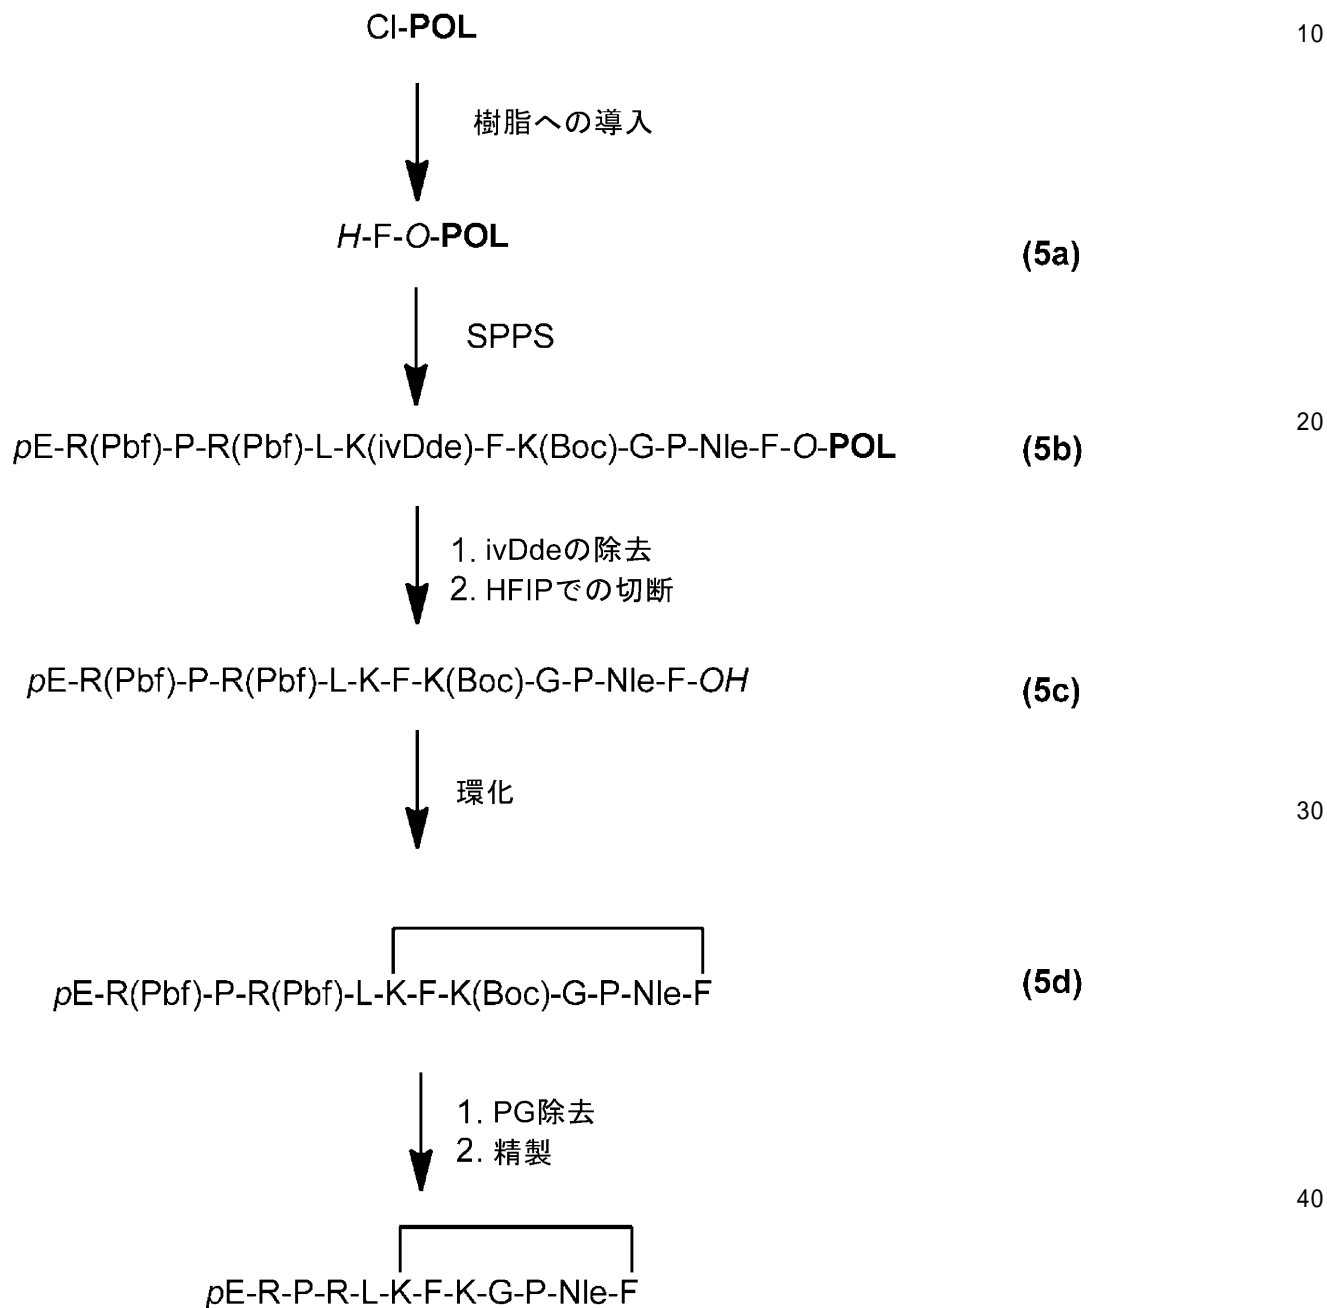 Cl-POL
10
樹脂への導入
H-F-O-POL
(5a)
SPPS
20
pE-R(Pbf)-P-R(Pbf)-L-K(ivDde)-F-K(Boc)-G-P-Nle-F-O-POL
(5b)
1. ivDdeの除去
2. HFIPでの切断
pE-R(Pbf)-P-R(Pbf)-L-K-F-K(Boc)-G-P-Nle-F-OH
(5c)
環化
30
pE-R(Pbf)-P-R(Pbf)-L-K-F-K(Boc)-G-P-Nle-F
(5d)
1. PG除去
2. 精製
40
pE-R-P-R-L-K-F-K-G-P-Nle-F